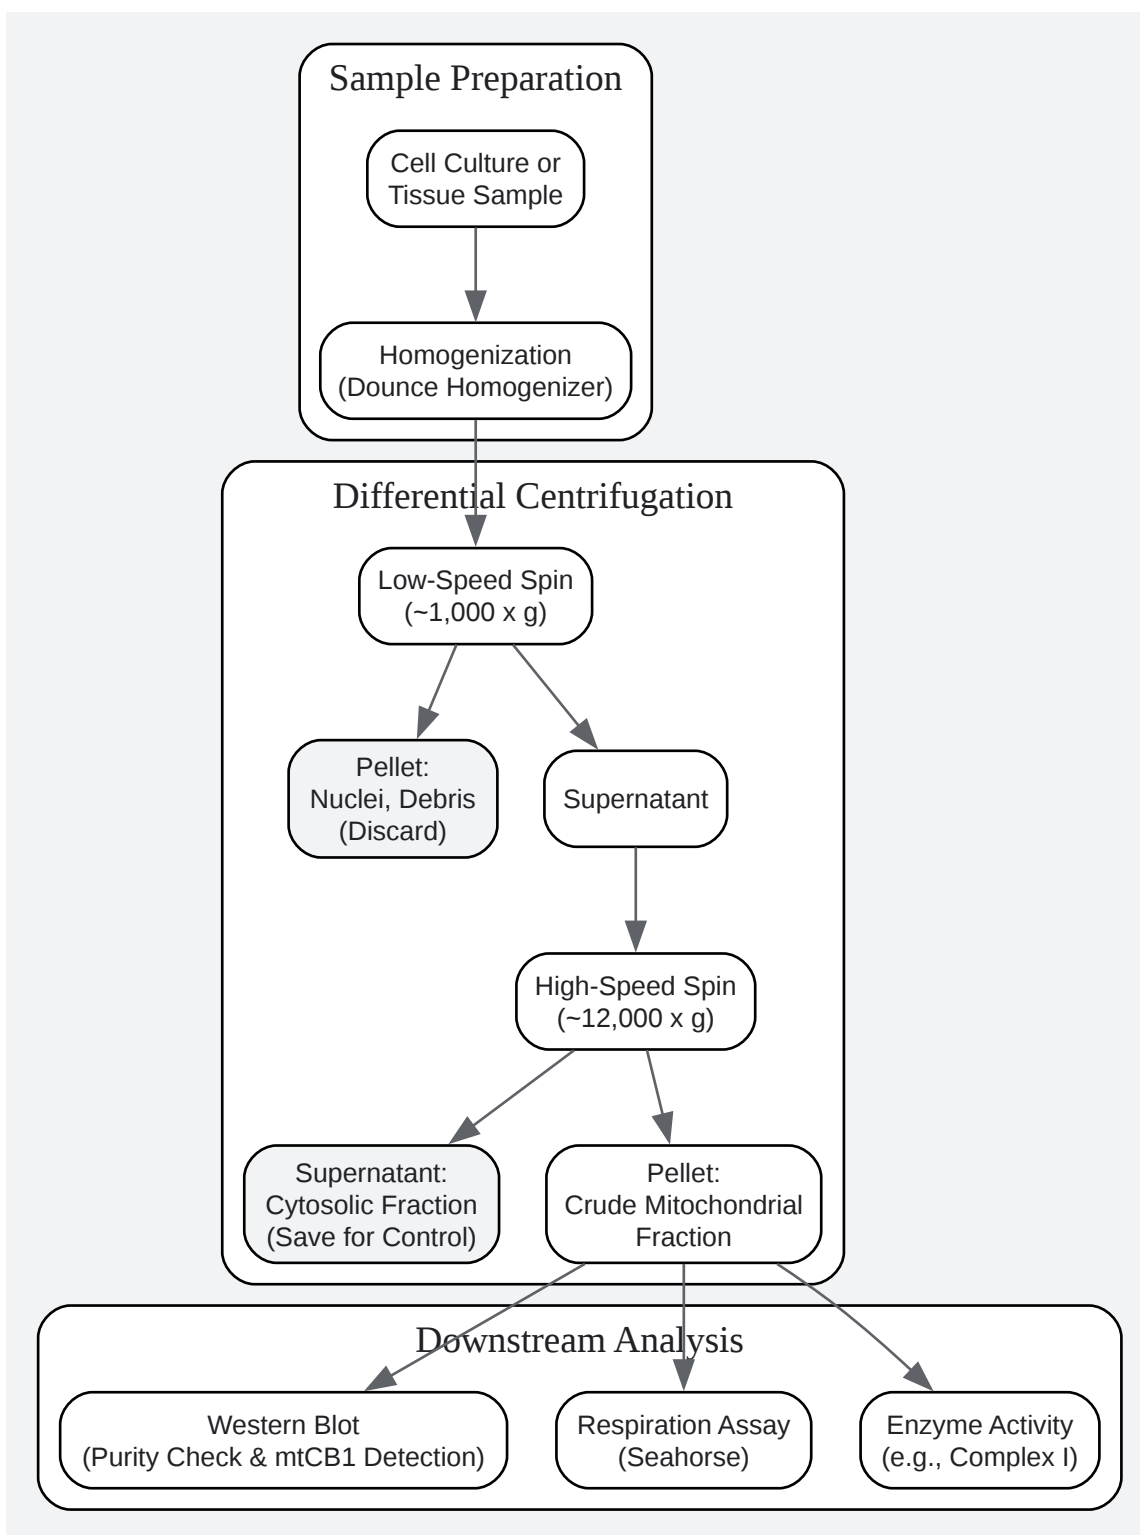 Sample Preparation
Cell Culture or
Tissue Sample
Homogenization
(Dounce Homogenizer)
Differential Centrifugation
Low-Speed Spin
(~1,000 x g)
Pellet:
Nuclei, Debris
(Discard)
Supernatant
High-Speed Spin
(~12,000 x g)
Supernatant:
Cytosolic Fraction
(Save for Control)
Pellet:
Crude Mitochondrial
Fraction
Downstream Analysis
Western Blot
(Purity Check & mtCB1 Detection)
Respiration Assay
(Seahorse)
Enzyme Activity
(e.g., Complex I)